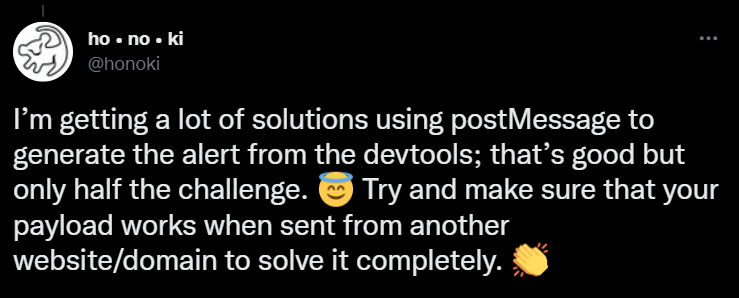 ho • no • ki
@honoki
I’m getting a lot of solutions using postMessage to
generate the alert from the devtools; that’s good but
only half the challenge. 😇 Try and make sure that your
payload works when sent from another
website/domain to solve it completely. 👏